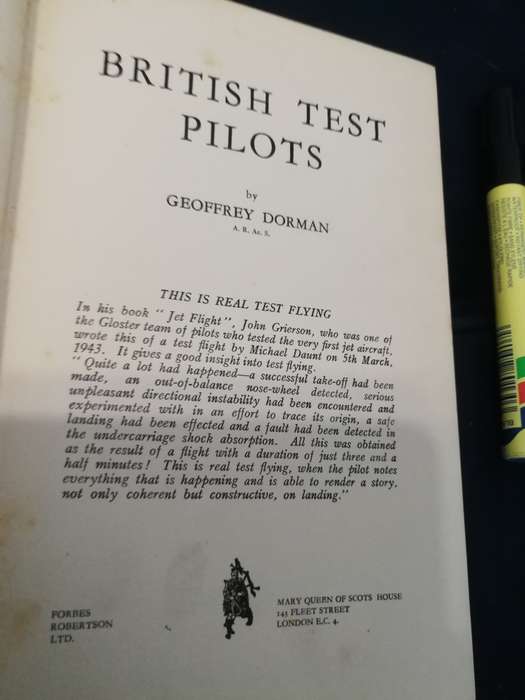 BRITISH TEST
PILOTS
by
GEOFFREY DORMAN
A. R. Ae. S.
THIS IS REAL TEST FLYING
In his book "Jet Flight", John Grierson, who was one of
the Gloster team of pilots who tested the very first jet aircraft,
wrote this of a test flight by Michael Daunt on 5th March,
1943. It gives a good insight into test flying.
"Quite a lot had happened—a successful take-off had been
made, an out-of-balance nose-wheel detected, serious
unpleasant directional instability had been encountered and
experimented with in an effort to trace its origin, a safe
landing had been effected and a fault had been detected in
the undercarriage shock absorption. All this was obtained
as the result of a flight with a duration of just three and a
half minutes! This is real test flying, when the pilot notes
everything that is happening and is able to render a story,
not only coherent but constructive, on landing."
FORBES
ROBERTSON
LTD.
MARY QUEEN OF SCOTS HOUSE
143 FLEET STREET
LONDON E.C. 4.